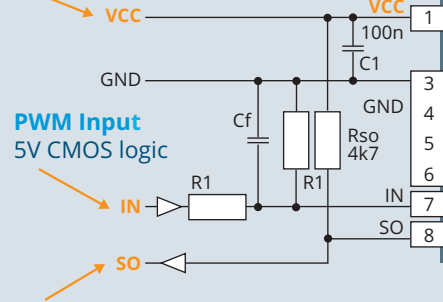 VCC
VCC
1
100n
C1
GND
3
GND
4
PWM Input
5V CMOS logic
Cf
Rso
4k7
5
6
R1
R1
IN
IN
7
SO
8
SO